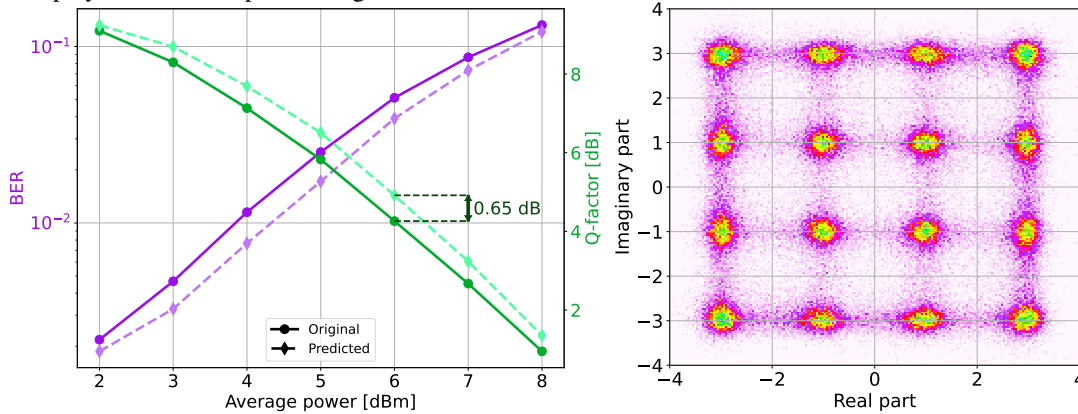 BER
10⁻¹
10⁻²
2 3 4 5 6 7 8
Average power [dBm]
8
6
4
2
Q-factor [dB]
0.65 dB
Original
Predicted
Imaginary part
4
3
2
1
0
−1
−2
−3
−4
−4 −2 0 2 4
Real part